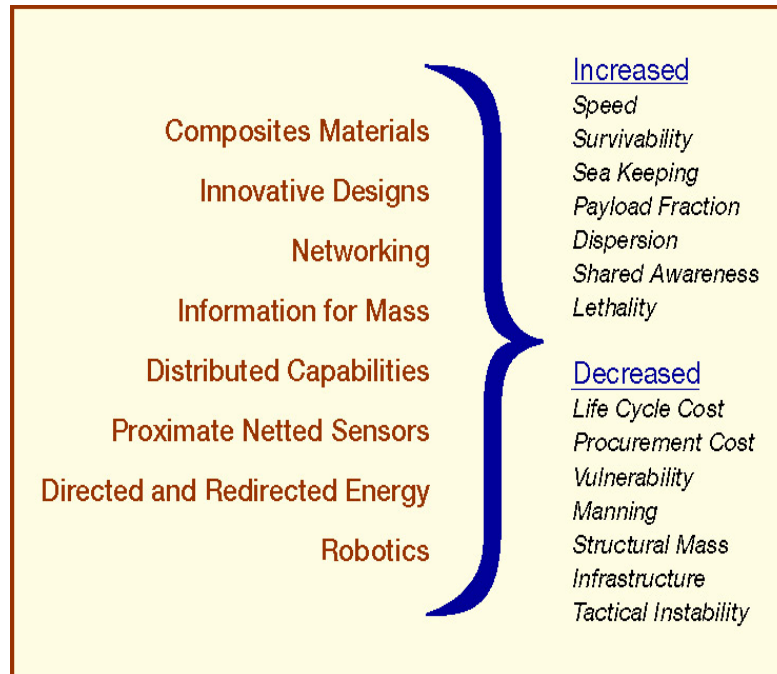 Composites Materials
Innovative Designs
Networking
Information for Mass
Distributed Capabilities
Proximate Netted Sensors
Directed and Redirected Energy
Robotics
Increased
Speed
Survivability
Sea Keeping
Payload Fraction
Dispersion
Shared Awareness
Lethality
Decreased
Life Cycle Cost
Procurement Cost
Vulnerability
Manning
Structural Mass
Infrastructure
Tactical Instability